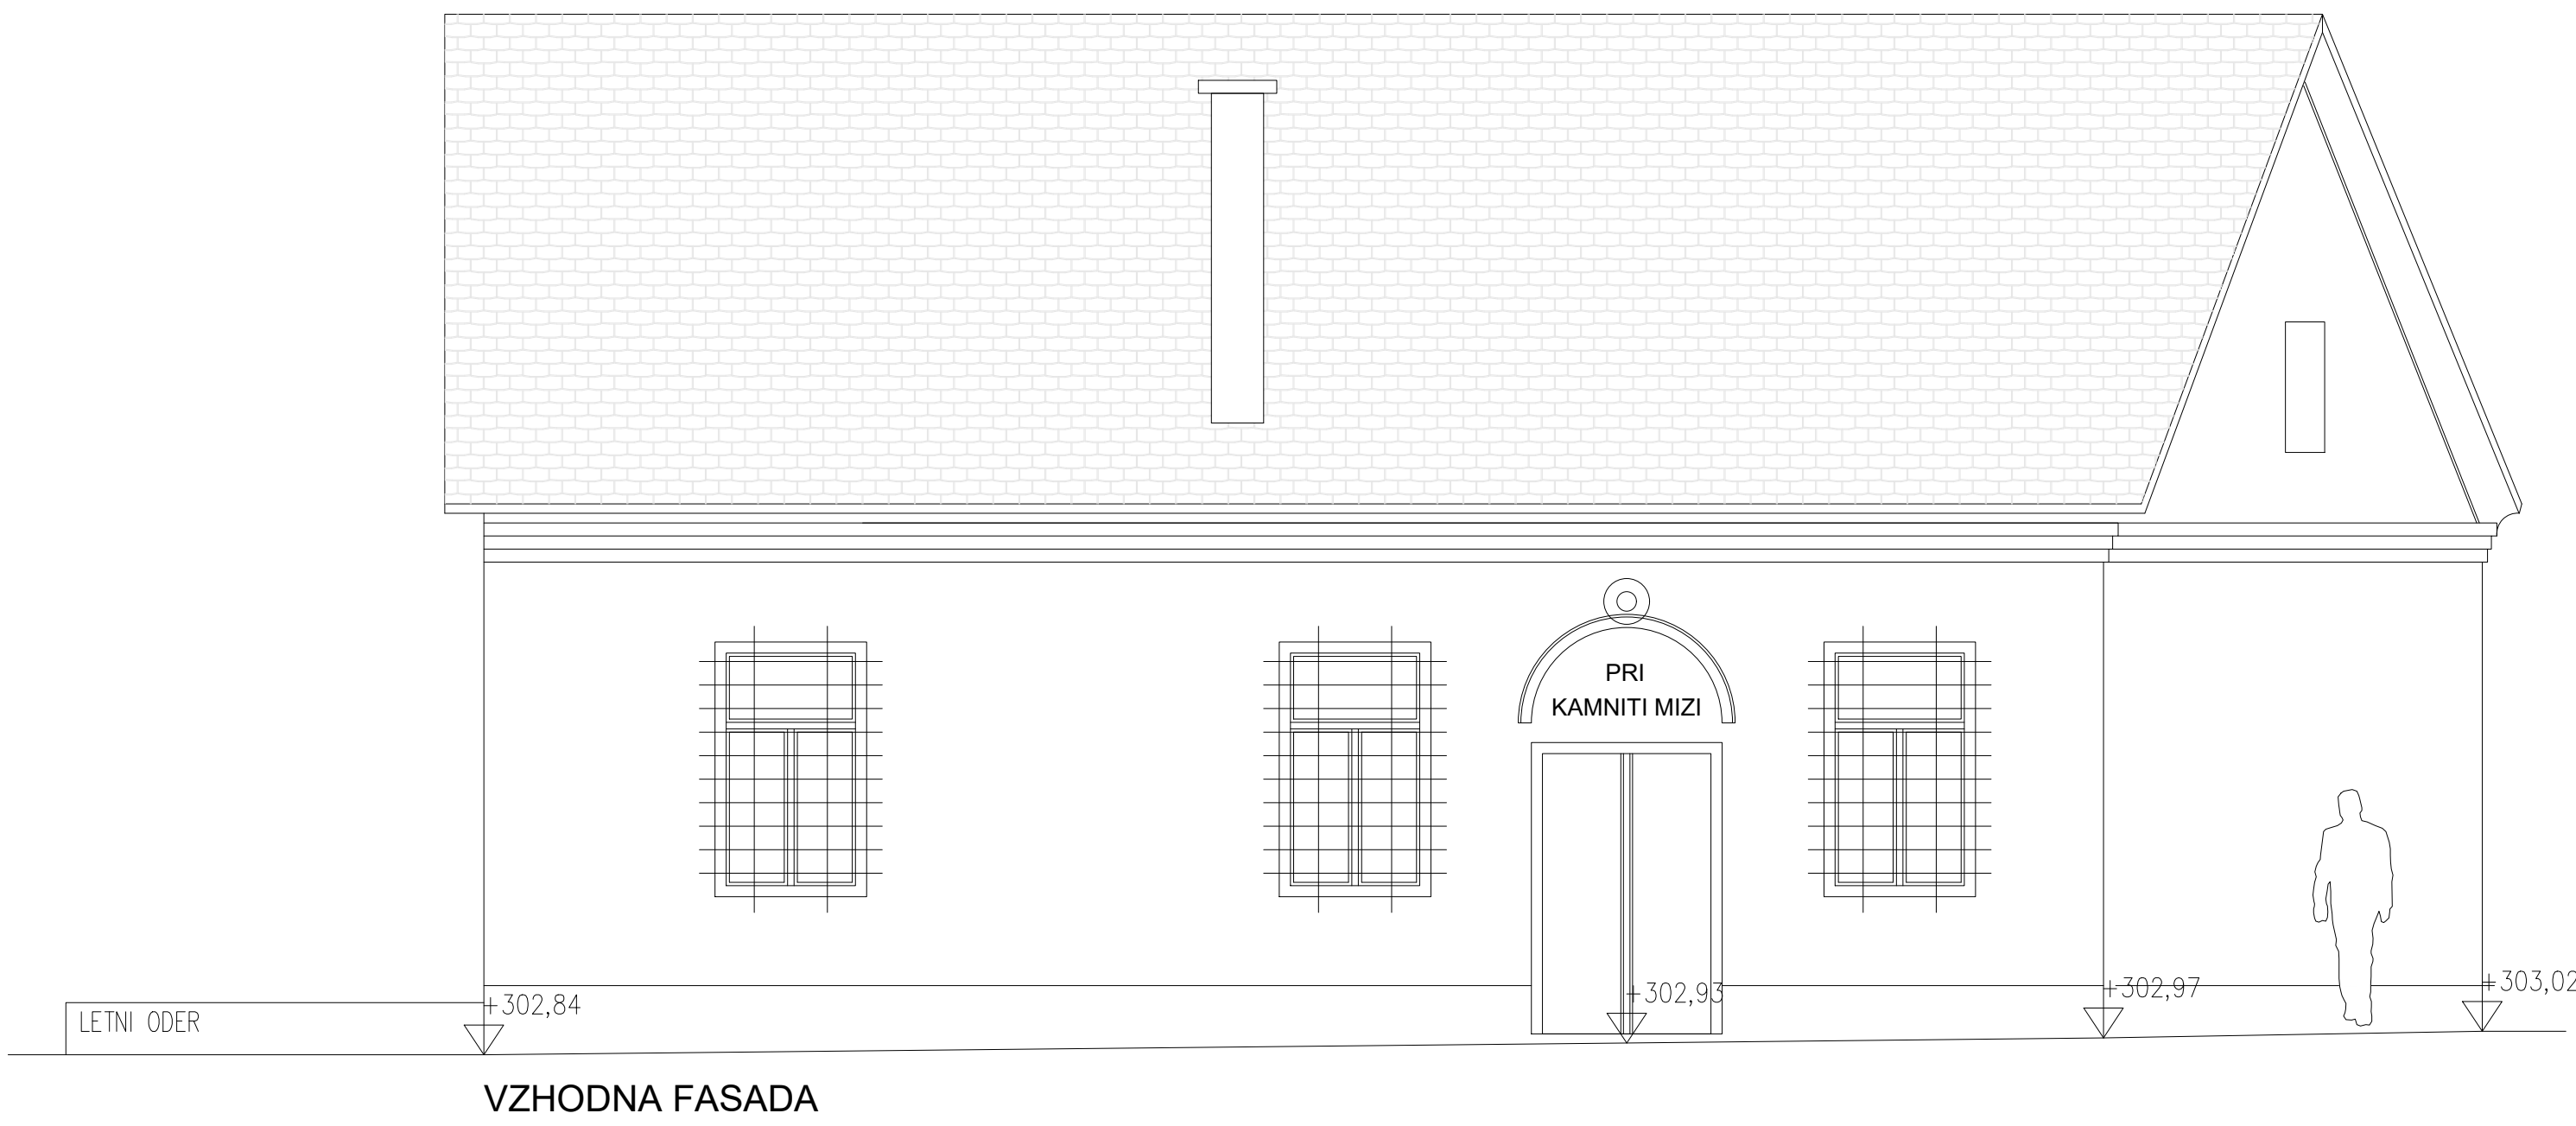 PRI
KAMNITI MIZI
+303,02
+302,97
+302,93
+302,84
LETNI ODER
VZHODNA FASADA